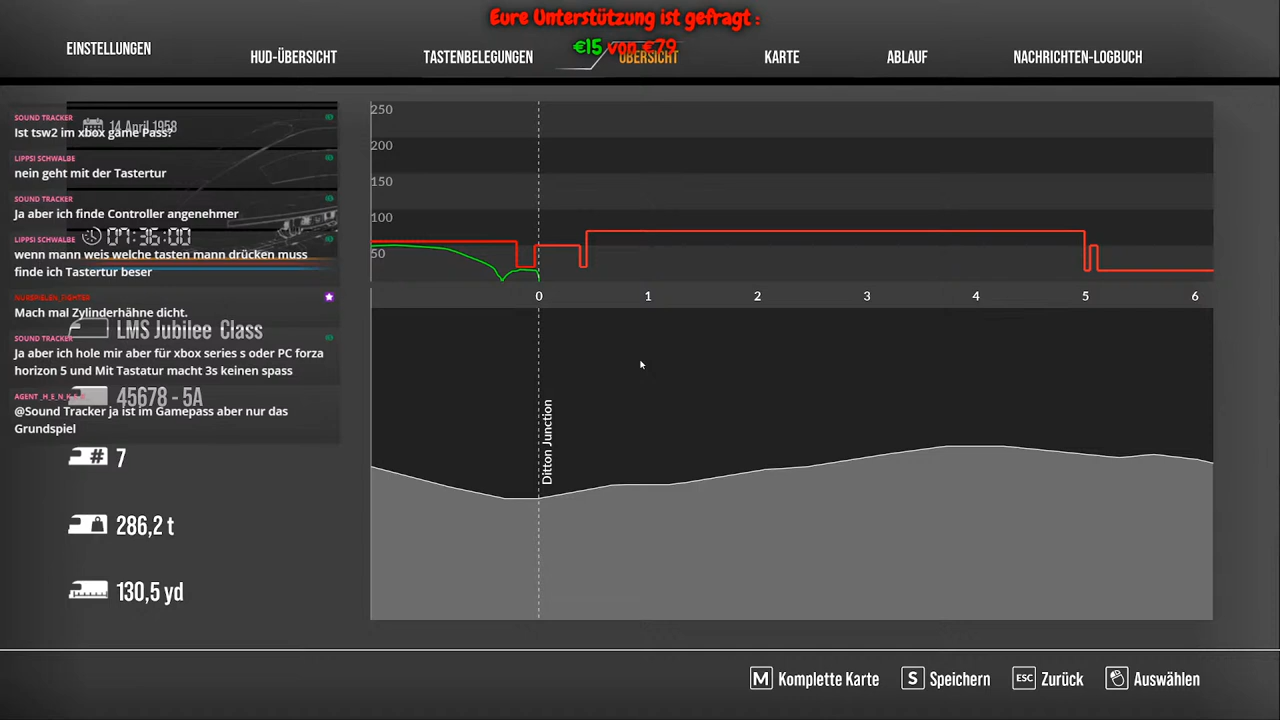 Eure Unterstützung ist gefragt :
€15 von €79
EINSTELLUNGEN
HUD-ÜBERSICHT
TASTENBELEGUNGEN
ÜBERSICHT
KARTE
ABLAUF
NACHRICHTEN-LOGBUCH
SOUND TRACKER
14 April 1958
Ist tsw2 im xbox game Pass?
LIPPSI SCHWALBE
nein geht mit der Tastertur
SOUND TRACKER
Ja aber ich finde Controller angenehmer
07:36:00
LIPPSI SCHWALBE
wenn mann weis welche tasten mann drücken muss
finde ich Tastertur beser
Mach mal Zylinderhähne dicht.
LMS Jubilee Class
SOUND TRACKER
Ja aber ich hole mir aber für xbox series s oder PC forza
horizon 5 und Mit Tastatur macht 3s keinen spass
45678 - 5A
@Sound Tracker ja ist im Gamepass aber nur das
Grundspiel
# 7
286,2 t
130,5 yd
250
200
150
100
50
0 1 2 3 4 5 6
Ditton Junction
M Komplette Karte
S Speichern
ESC Zurück
Auswählen